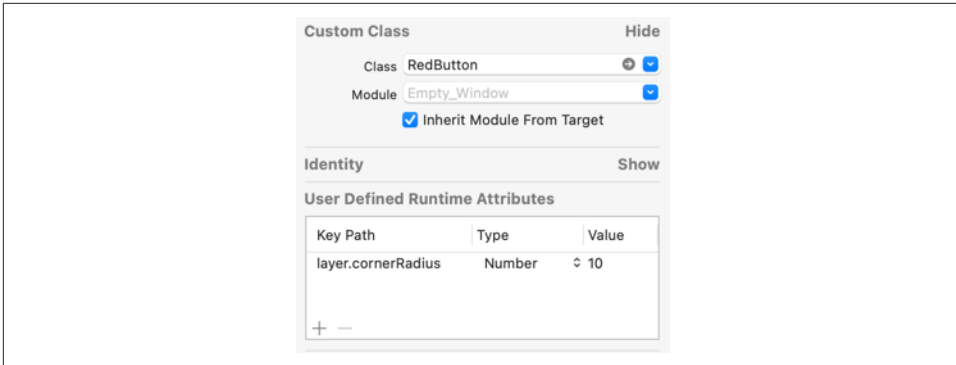 Custom Class Hide
Class RedButton
Module Empty_Window
Inherit Module From Target
Identity Show
User Defined Runtime Attributes
Key Path Type Value
layer.cornerRadius Number 10